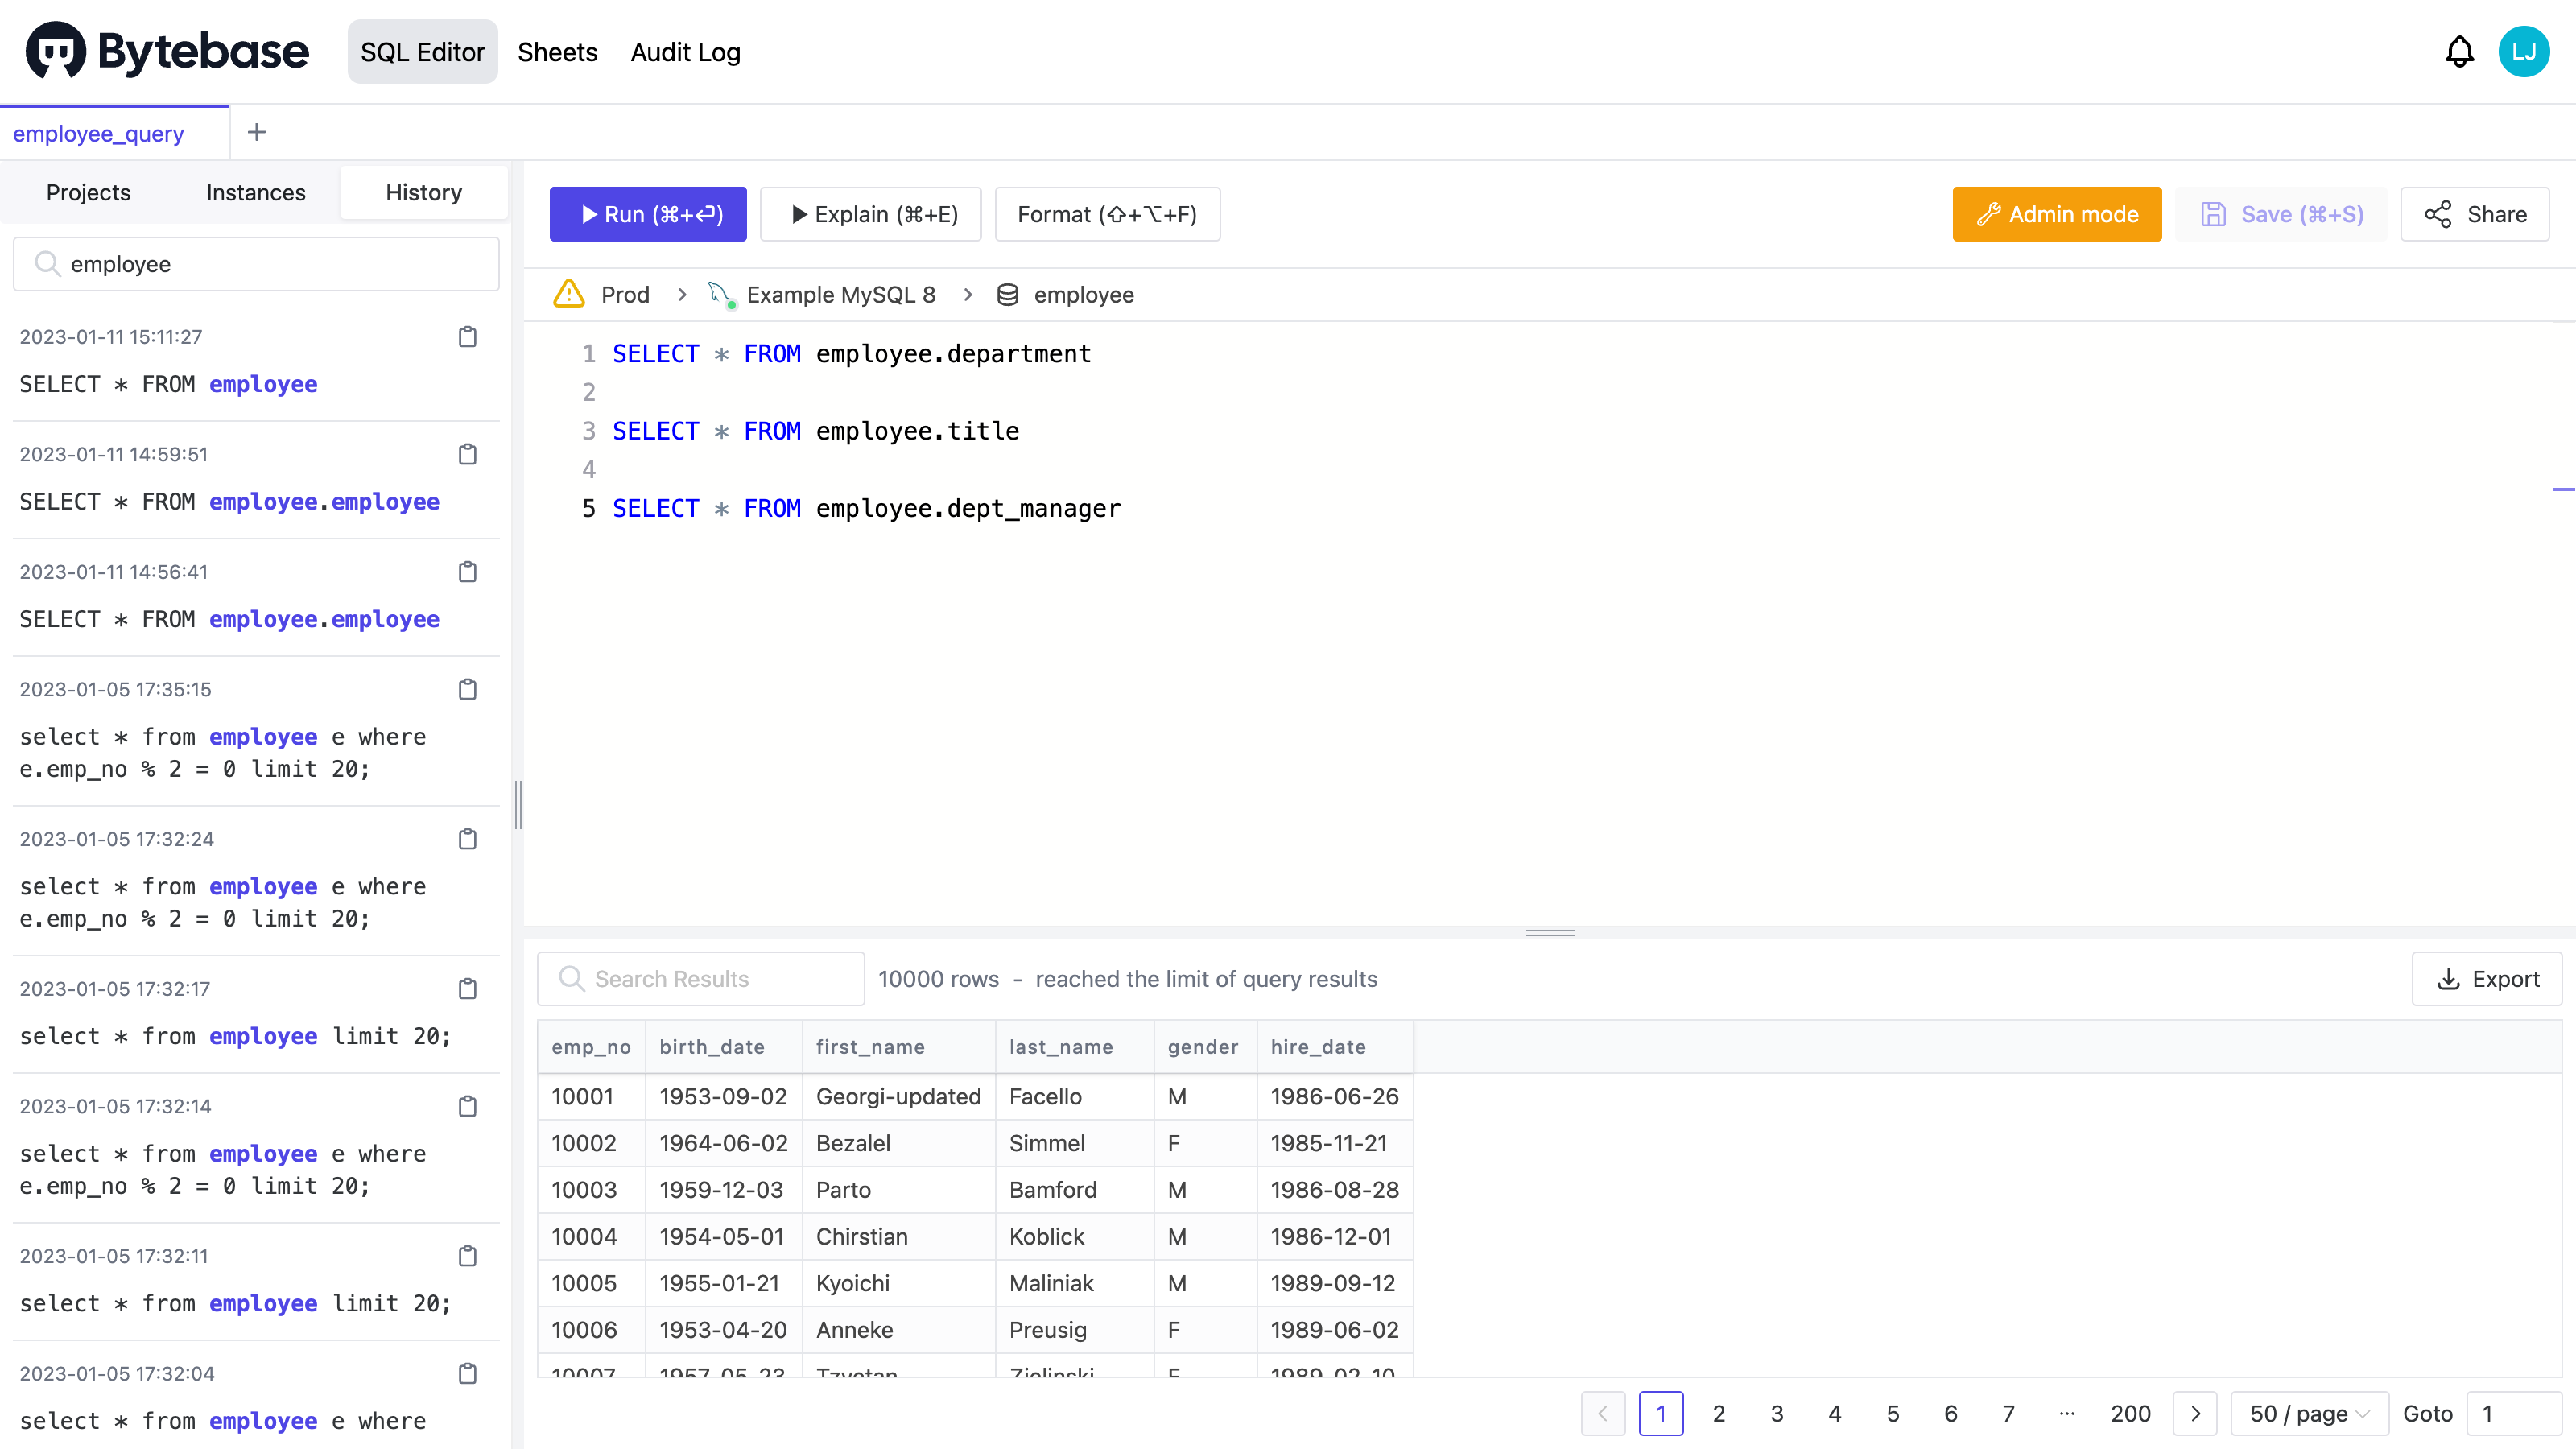 Bytebase
SQL Editor
Sheets
Audit Log
LJ
employee_query
Projects
Instances
History
employee
2023-01-11 15:11:27
SELECT * FROM employee
2023-01-11 14:59:51
SELECT * FROM employee.employee
2023-01-11 14:56:41
SELECT * FROM employee.employee
2023-01-05 17:35:15
select * from employee e where
e.emp_no % 2 = 0 limit 20;
2023-01-05 17:32:24
select * from employee e where
e.emp_no % 2 = 0 limit 20;
2023-01-05 17:32:17
select * from employee limit 20;
2023-01-05 17:32:14
select * from employee e where
e.emp_no % 2 = 0 limit 20;
2023-01-05 17:32:11
select * from employee limit 20;
2023-01-05 17:32:04
select * from employee e where
Run (⌘+⏎)
Explain (⌘+E)
Format (⇧+⌥+F)
Admin mode
Save (⌘+S)
Share
Prod > Example MySQL 8 > employee
1 SELECT * FROM employee.department
2
3 SELECT * FROM employee.title
4
5 SELECT * FROM employee.dept_manager
Search Results
10000 rows - reached the limit of query results
Export
emp_no birth_date first_name last_name gender hire_date
10001 1953-09-02 Georgi-updated Facello M 1986-06-26
10002 1964-06-02 Bezalel Simmel F 1985-11-21
10003 1959-12-03 Parto Bamford M 1986-08-28
10004 1954-05-01 Chirstian Koblick M 1986-12-01
10005 1955-01-21 Kyoichi Maliniak M 1989-09-12
10006 1953-04-20 Anneke Preusig F 1989-06-02
10007 1957-05-23 Tzvetan Zielinski F 1989-02-10
1 2 3 4 5 6 7 ··· 200
50 / page
Goto 1